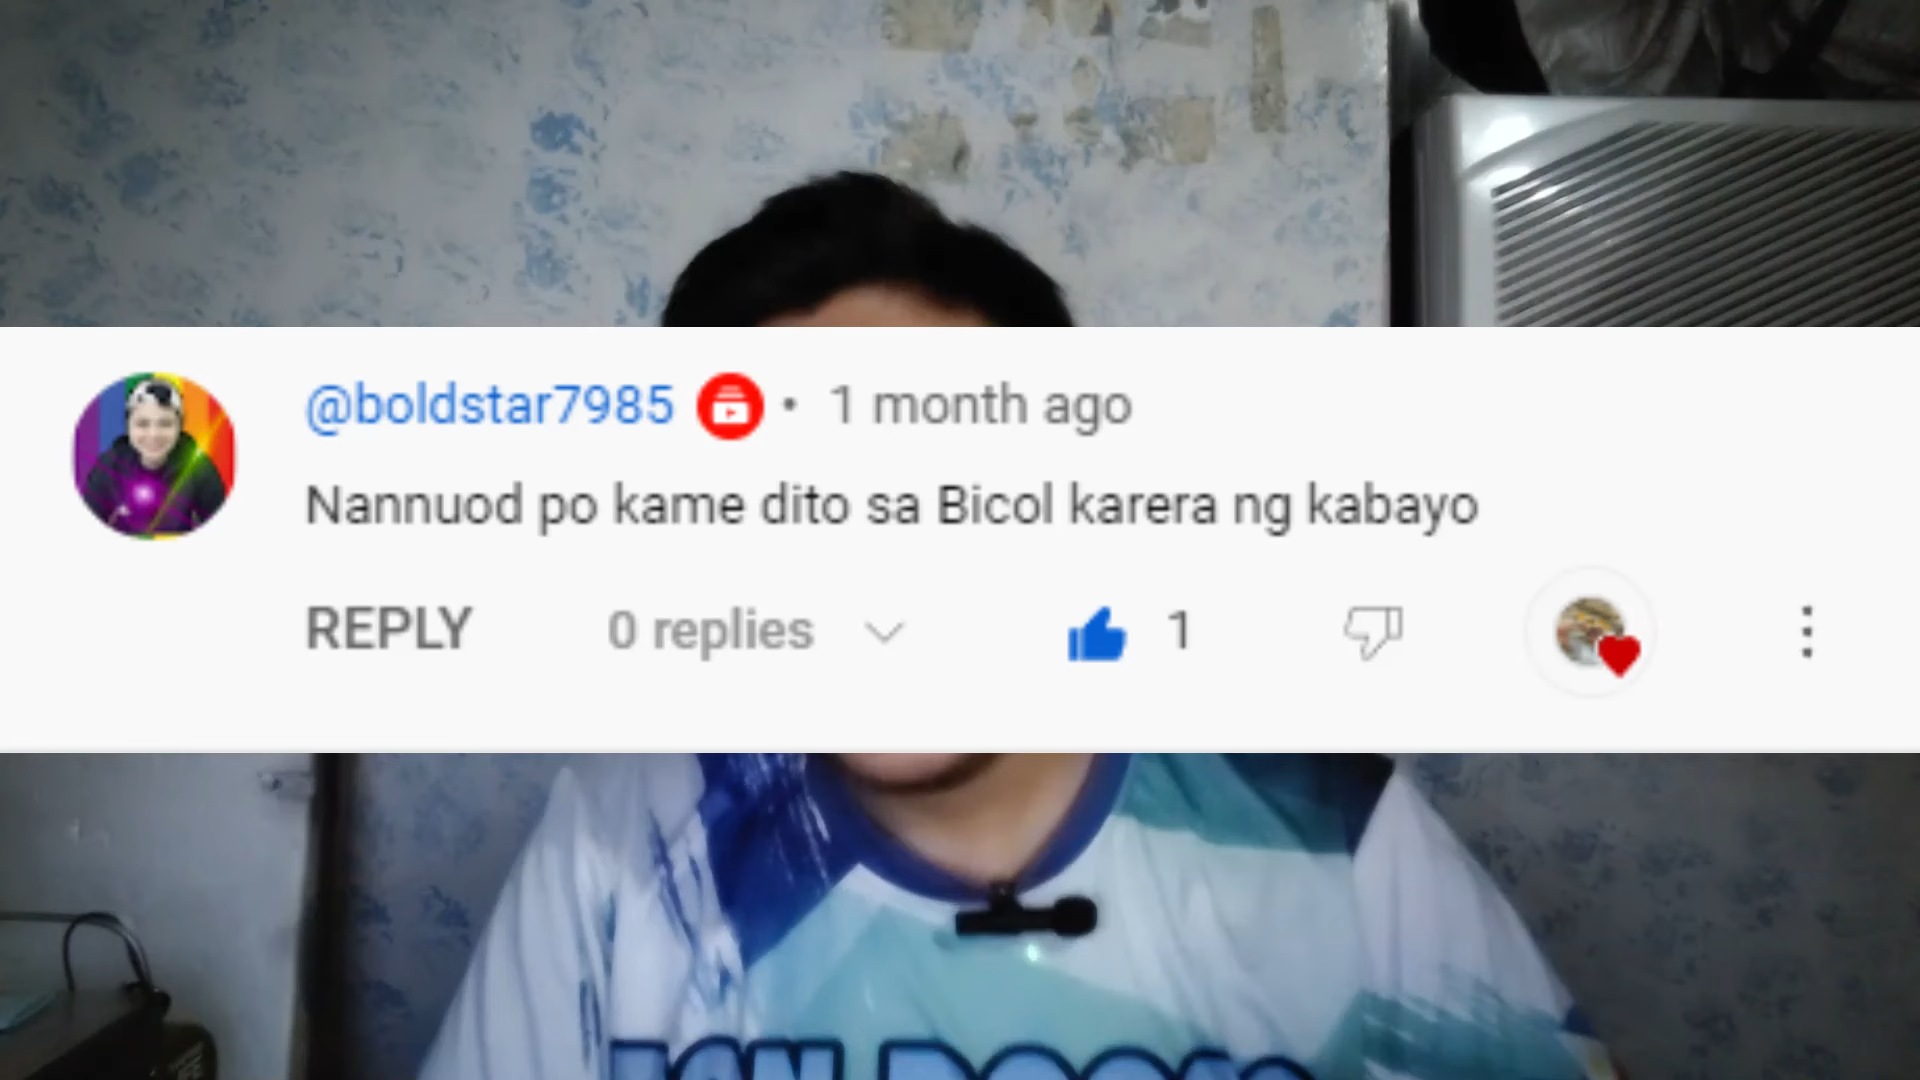 @boldstar7985 • 1 month ago
Nannuod po kame dito sa Bicol karera ng kabayo
REPLY 0 replies 1